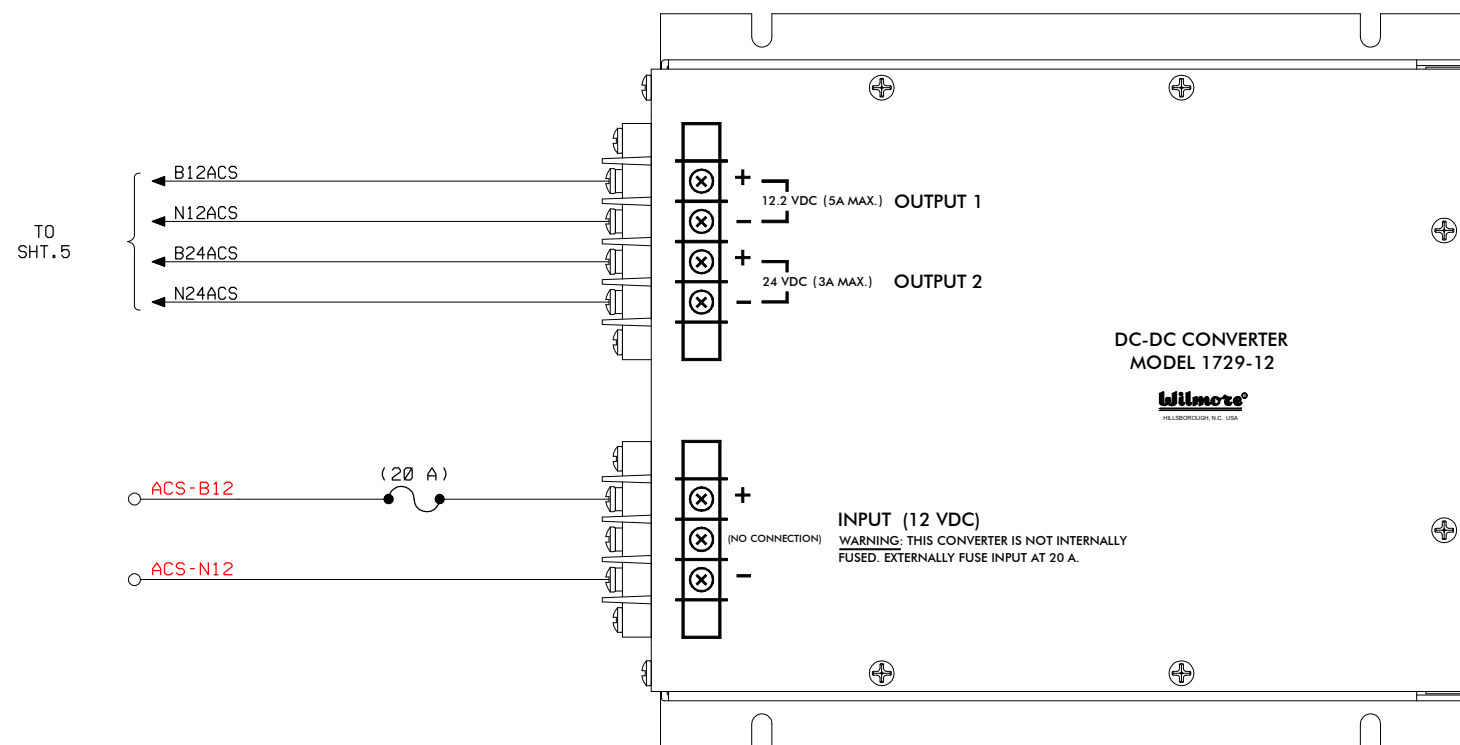 B12ACS
N12ACS
B24ACS
N24ACS
TO
SHT.5
+
12.2 VDC (5A MAX.) OUTPUT 1
−
+
24 VDC (3A MAX.) OUTPUT 2
−
DC-DC CONVERTER
MODEL 1729-12
Wilmore®
HILLSBOROUGH, N.C. USA
(20 A)
ACS-B12
+
(NO CONNECTION)
INPUT (12 VDC)
WARNING: THIS CONVERTER IS NOT INTERNALLY
FUSED. EXTERNALLY FUSE INPUT AT 20 A.
ACS-N12
−